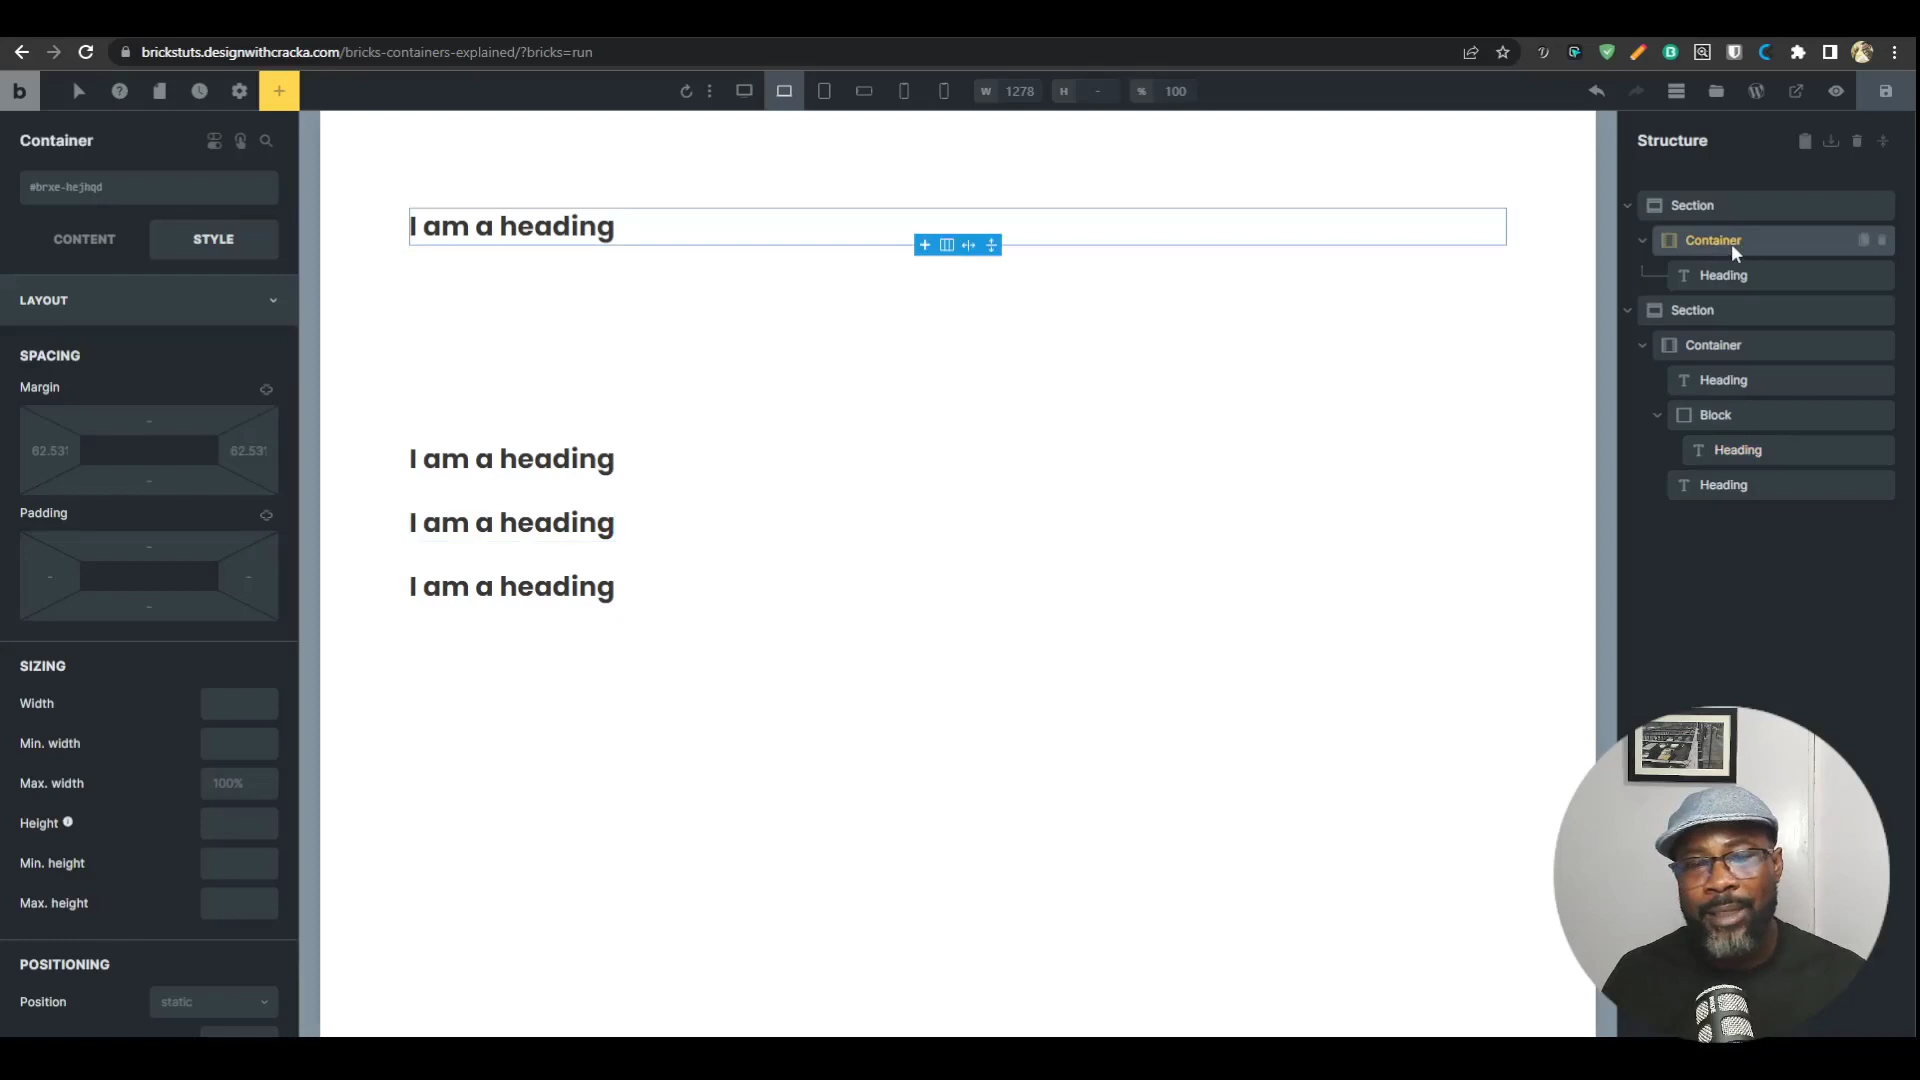 brickstuts.designwithcracka.com/bricks-containers-explained/?bricks=run
b
W 1278 H - % 100
Container
#brxe-hejhqd
CONTENT STYLE
LAYOUT
SPACING
Margin
-
62.531 62.531
-
Padding
-
- -
-
SIZING
Width
Min. width
Max. width 100%
Height
Min. height
Max. height
POSITIONING
Position static
I am a heading
I am a heading
I am a heading
I am a heading
Structure
Section
Container
Heading
Section
Container
Heading
Block
Heading
Heading